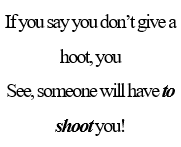 If you say you don't give a
hoot, you
See, someone will have to
shoot you!